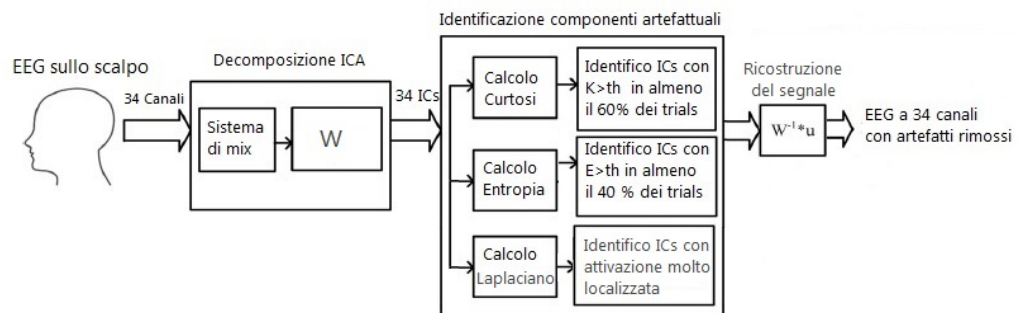 Identificazione componenti artefattuali
EEG sullo scalpo
Decomposizione ICA
34 Canali
Sistema
di mix
W
34 ICs
Calcolo
Curtosi
Identifico ICs con
K>th in almeno
il 60% dei trials
Calcolo
Entropia
Identifico ICs con
E>th in almeno
il 40 % dei trials
Calcolo
Laplaciano
Identifico ICs con
attivazione molto
localizzata
Ricostruzione
del segnale
W⁻¹*u
EEG a 34 canali
con artefatti rimossi